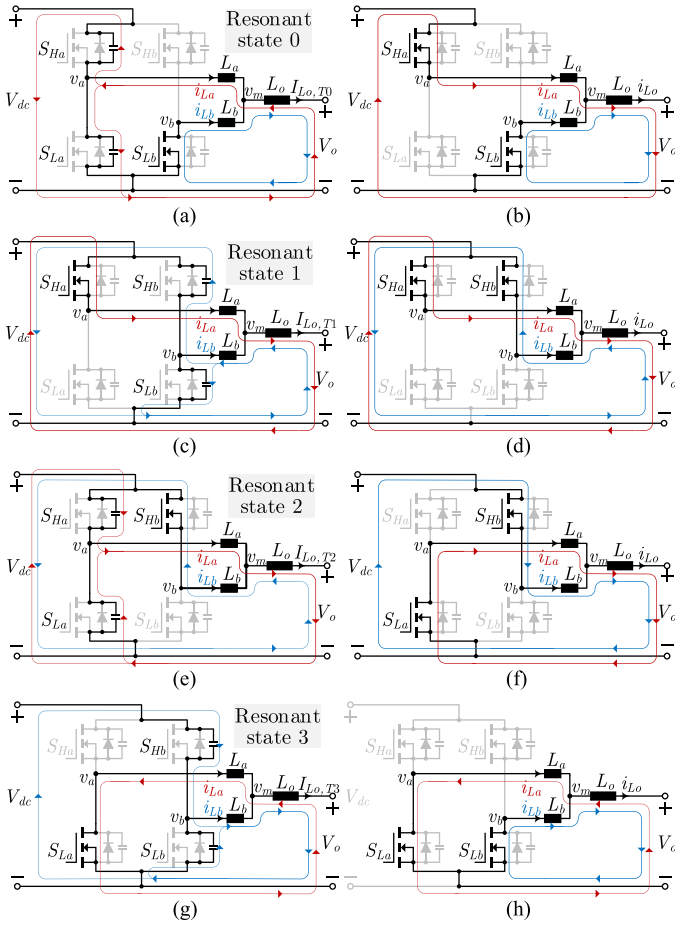 + S_Ha S_Hb Resonant state 0 +
L_a
v_a i_La v_m L_o I_Lo,T0 i_La v_m L_o i_Lo
V_dc i_Lb L_b + V_dc i_Lb L_b +
v_b v_b
S_La S_Lb V_o S_La S_Lb V_o
− − − −
(a) (b)
+ S_Ha S_Hb Resonant state 1 + S_Ha S_Hb
L_a L_a
v_a i_La v_m L_o I_Lo,T1 v_a i_La v_m L_o i_Lo
V_dc v_b i_Lb L_b + V_dc v_b i_Lb L_b +
S_La S_Lb V_o S_La S_Lb V_o
− − − −
(c) (d)
+ S_Ha S_Hb Resonant state 2 + S_Ha S_Hb
L_a L_a
v_a i_La v_m L_o I_Lo,T2 v_a i_La v_m L_o i_Lo
V_dc v_b i_Lb L_b + V_dc v_b i_Lb L_b +
S_La S_Lb V_o S_La S_Lb V_o
− − − −
(e) (f)
+ S_Ha S_Hb Resonant state 3 + S_Ha S_Hb
L_a L_a
v_a i_La v_m L_o I_Lo,T3 v_a i_La v_m L_o i_Lo
V_dc v_b i_Lb L_b + V_dc v_b i_Lb L_b +
S_La S_Lb V_o S_La S_Lb V_o
− − − −
(g) (h)